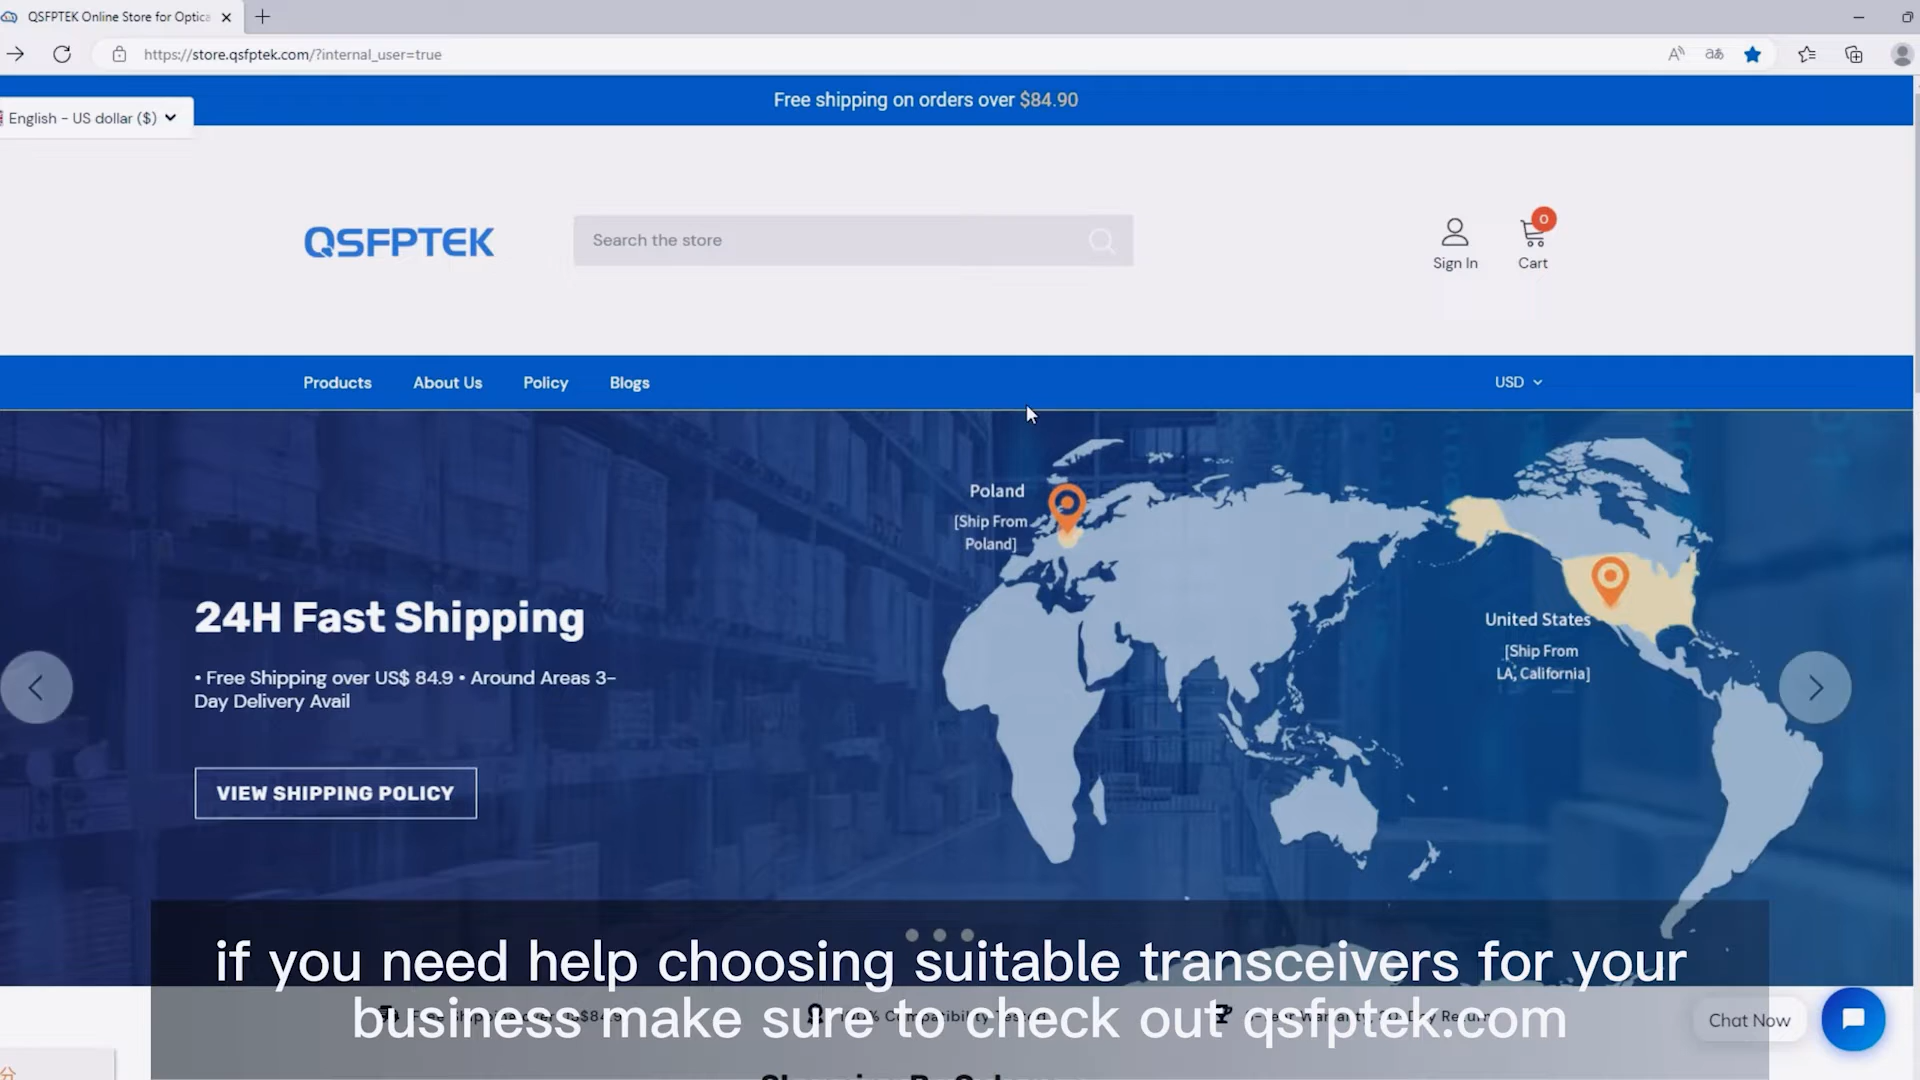 QSFPTEK Online Store for Optica
https://store.qsfptek.com/?internal_user=true
Free shipping on orders over $84.90
English - US dollar ($)
QSFPTEK
Search the store
0
Sign In
Cart
Products
About Us
Policy
Blogs
USD
Poland
[Ship From
Poland]
United States
[Ship From
LA, California]
24H Fast Shipping
• Free Shipping over US$ 84.9 • Around Areas 3-
Day Delivery Avail
VIEW SHIPPING POLICY
if you need help choosing suitable transceivers for your
business make sure to check out qsfptek.com
Chat Now